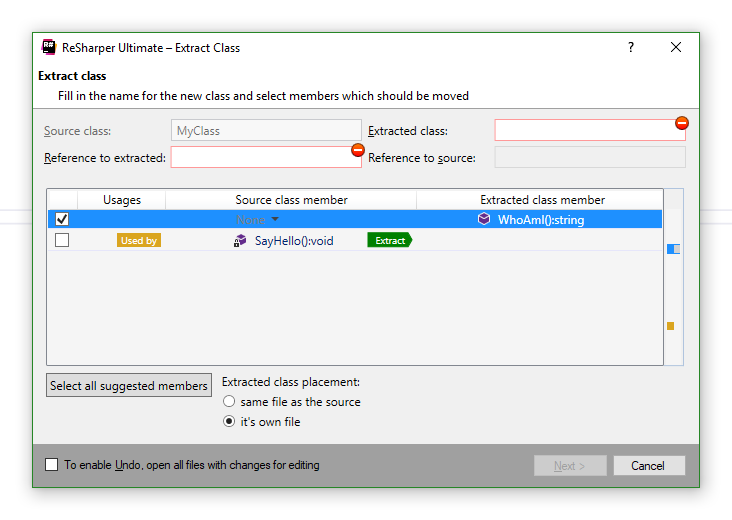 R# ReSharper Ultimate – Extract Class ?
Extract class
Fill in the name for the new class and select members which should be moved
Source class: MyClass Extracted class:
Reference to extracted: Reference to source:
Usages Source class member Extracted class member
None WhoAmI():string
Used by SayHello():void Extract
Select all suggested members Extracted class placement:
same file as the source
it's own file
To enable Undo, open all files with changes for editing Next > Cancel